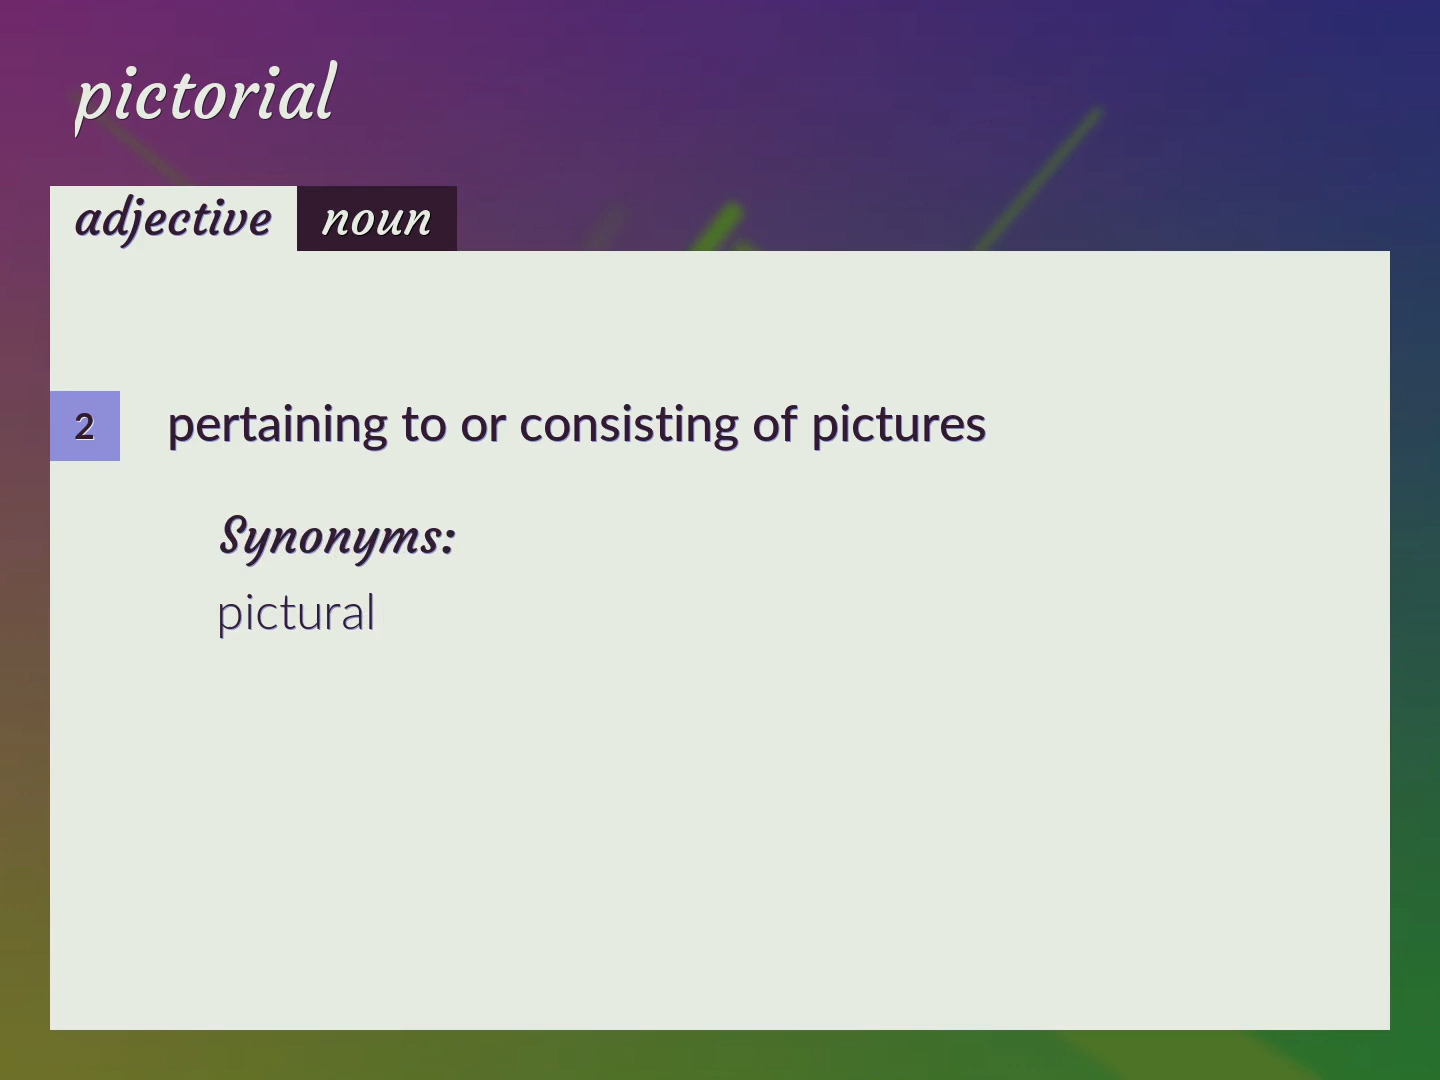 pictorial
adjective noun
2 pertaining to or consisting of pictures
Synonyms:
pictural